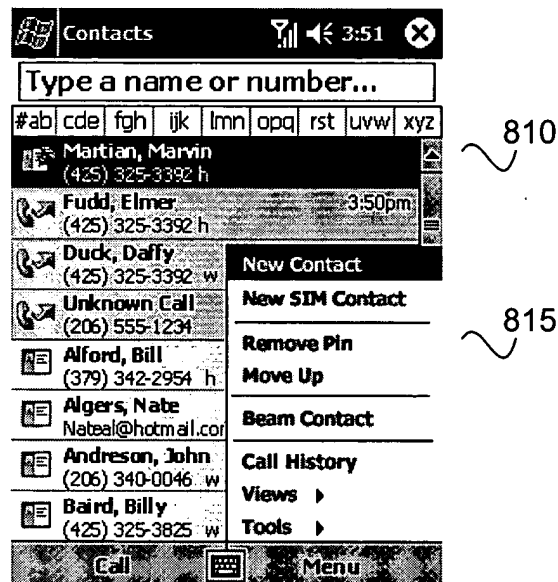 Contacts 3:51
Type a name or number...
#ab cde fgh ijk lmn opq rst uvw xyz
810
Martian, Marvin
(425) 325-3392 h
Fudd, Elmer 3:50pm
(425) 325-3392 h
Duck, Daffy
(425) 325-3392 w
Unknown Call
(206) 555-1234
Alford, Bill
(379) 342-2954 h
Algers, Nate
Nateal@hotmail.cor
Andreson, John
(206) 340-0046 w
Baird, Billy
(425) 325-3825 w
New Contact
New SIM Contact
815
Remove Pin
Move Up
Beam Contact
Call History
Views
Tools
Call Menu